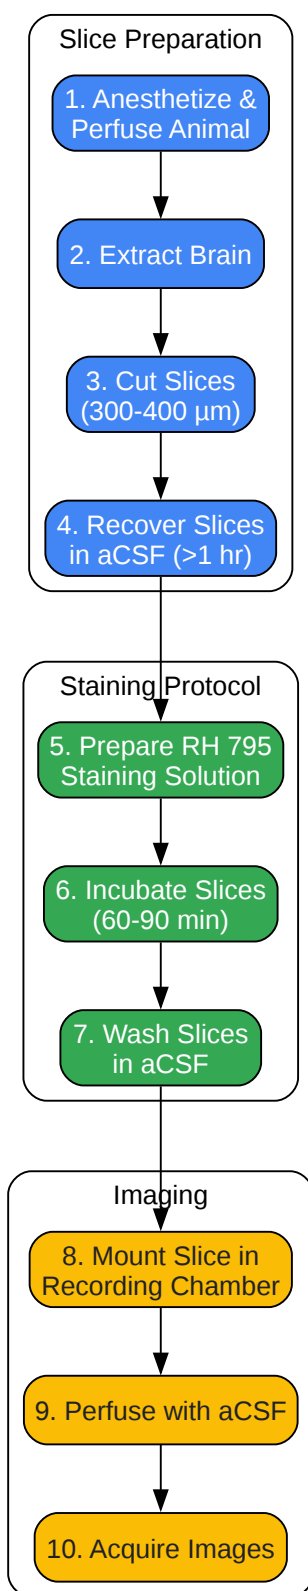 Slice Preparation
1. Anesthetize &
Perfuse Animal
2. Extract Brain
3. Cut Slices
(300-400 µm)
4. Recover Slices
in aCSF (>1 hr)
Staining Protocol
5. Prepare RH 795
Staining Solution
6. Incubate Slices
(60-90 min)
7. Wash Slices
in aCSF
Imaging
8. Mount Slice in
Recording Chamber
9. Perfuse with aCSF
10. Acquire Images